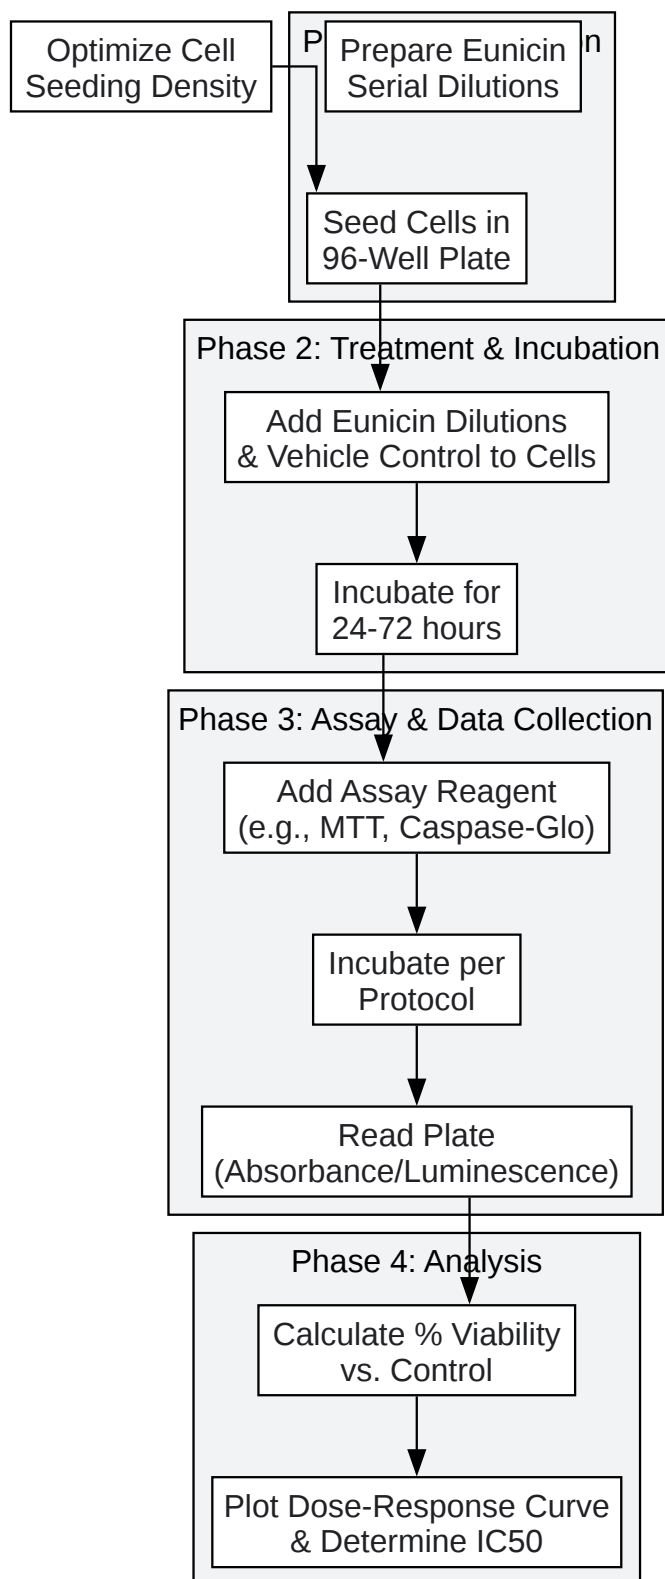 Optimize Cell
Seeding Density
Prepare Eunicin
Serial Dilutions
Seed Cells in
96-Well Plate
Phase 2: Treatment & Incubation
Add Eunicin Dilutions
& Vehicle Control to Cells
Incubate for
24-72 hours
Phase 3: Assay & Data Collection
Add Assay Reagent
(e.g., MTT, Caspase-Glo)
Incubate per
Protocol
Read Plate
(Absorbance/Luminescence)
Phase 4: Analysis
Calculate % Viability
vs. Control
Plot Dose-Response Curve
& Determine IC50